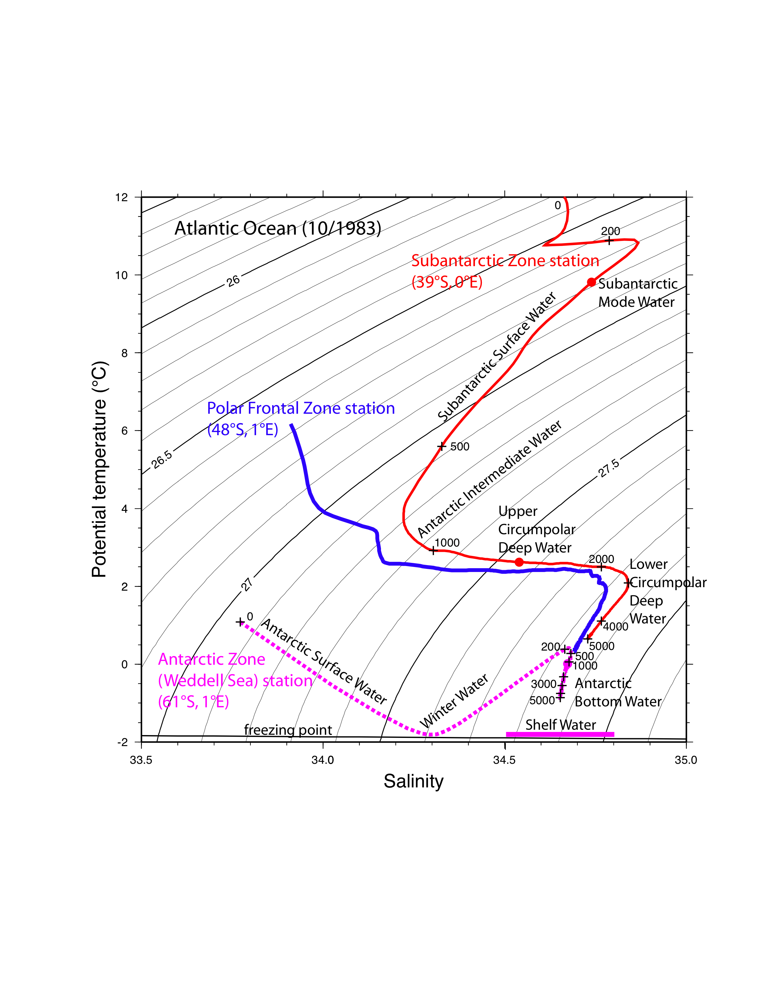 12
10
8
6
4
2
0
-2
33.5
34.0
34.5
35.0
Potential temperature (°C)
Salinity
Atlantic Ocean (10/1983)
0
200
Subantarctic Zone station
(39°S, 0°E)
26
Subantarctic
Mode Water
Subantarctic Surface Water
Polar Frontal Zone station
(48°S, 1°E)
26.5
500
Antarctic Intermediate Water
27.5
Upper
Circumpolar
Deep Water
1000
2000
Lower
Circumpolar
Deep
Water
27
0
Antarctic Surface Water
4000
5000
200
500
1000
Antarctic Zone
(Weddell Sea) station
(61°S, 1°E)
Winter Water
3000
5000
Antarctic
Bottom Water
Shelf Water
freezing point